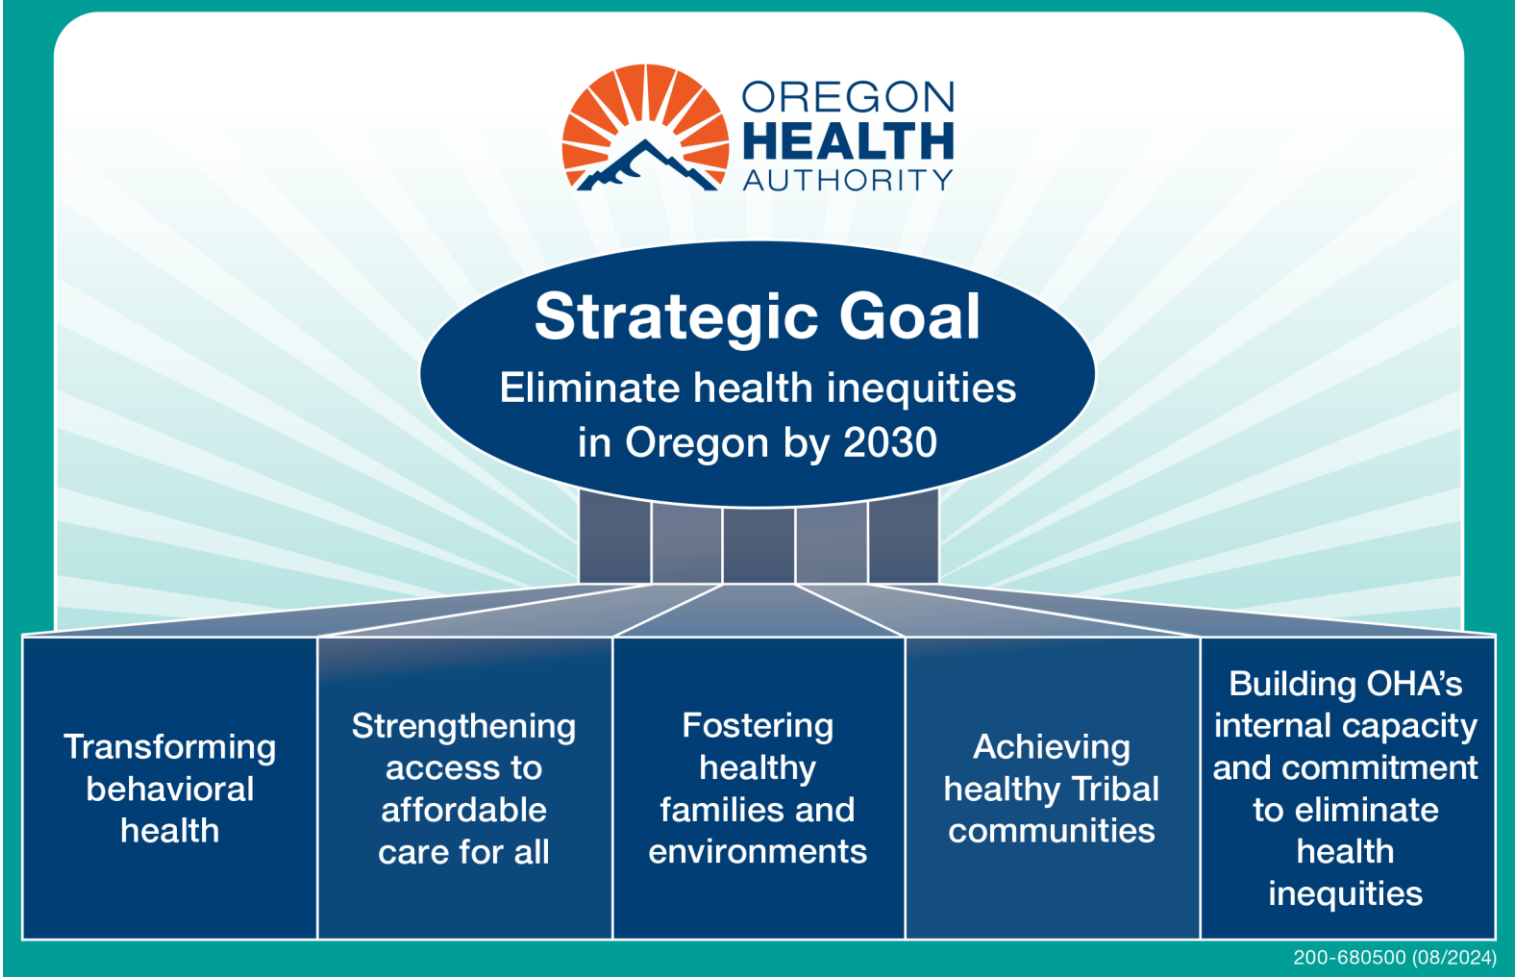 OREGON
HEALTH
AUTHORITY
Strategic Goal
Eliminate health inequities
in Oregon by 2030
Transforming
behavioral
health
Strengthening
access to
affordable
care for all
Fostering
healthy
families and
environments
Achieving
healthy Tribal
communities
Building OHA’s
internal capacity
and commitment
to eliminate
health
inequities
200-680500 (08/2024)